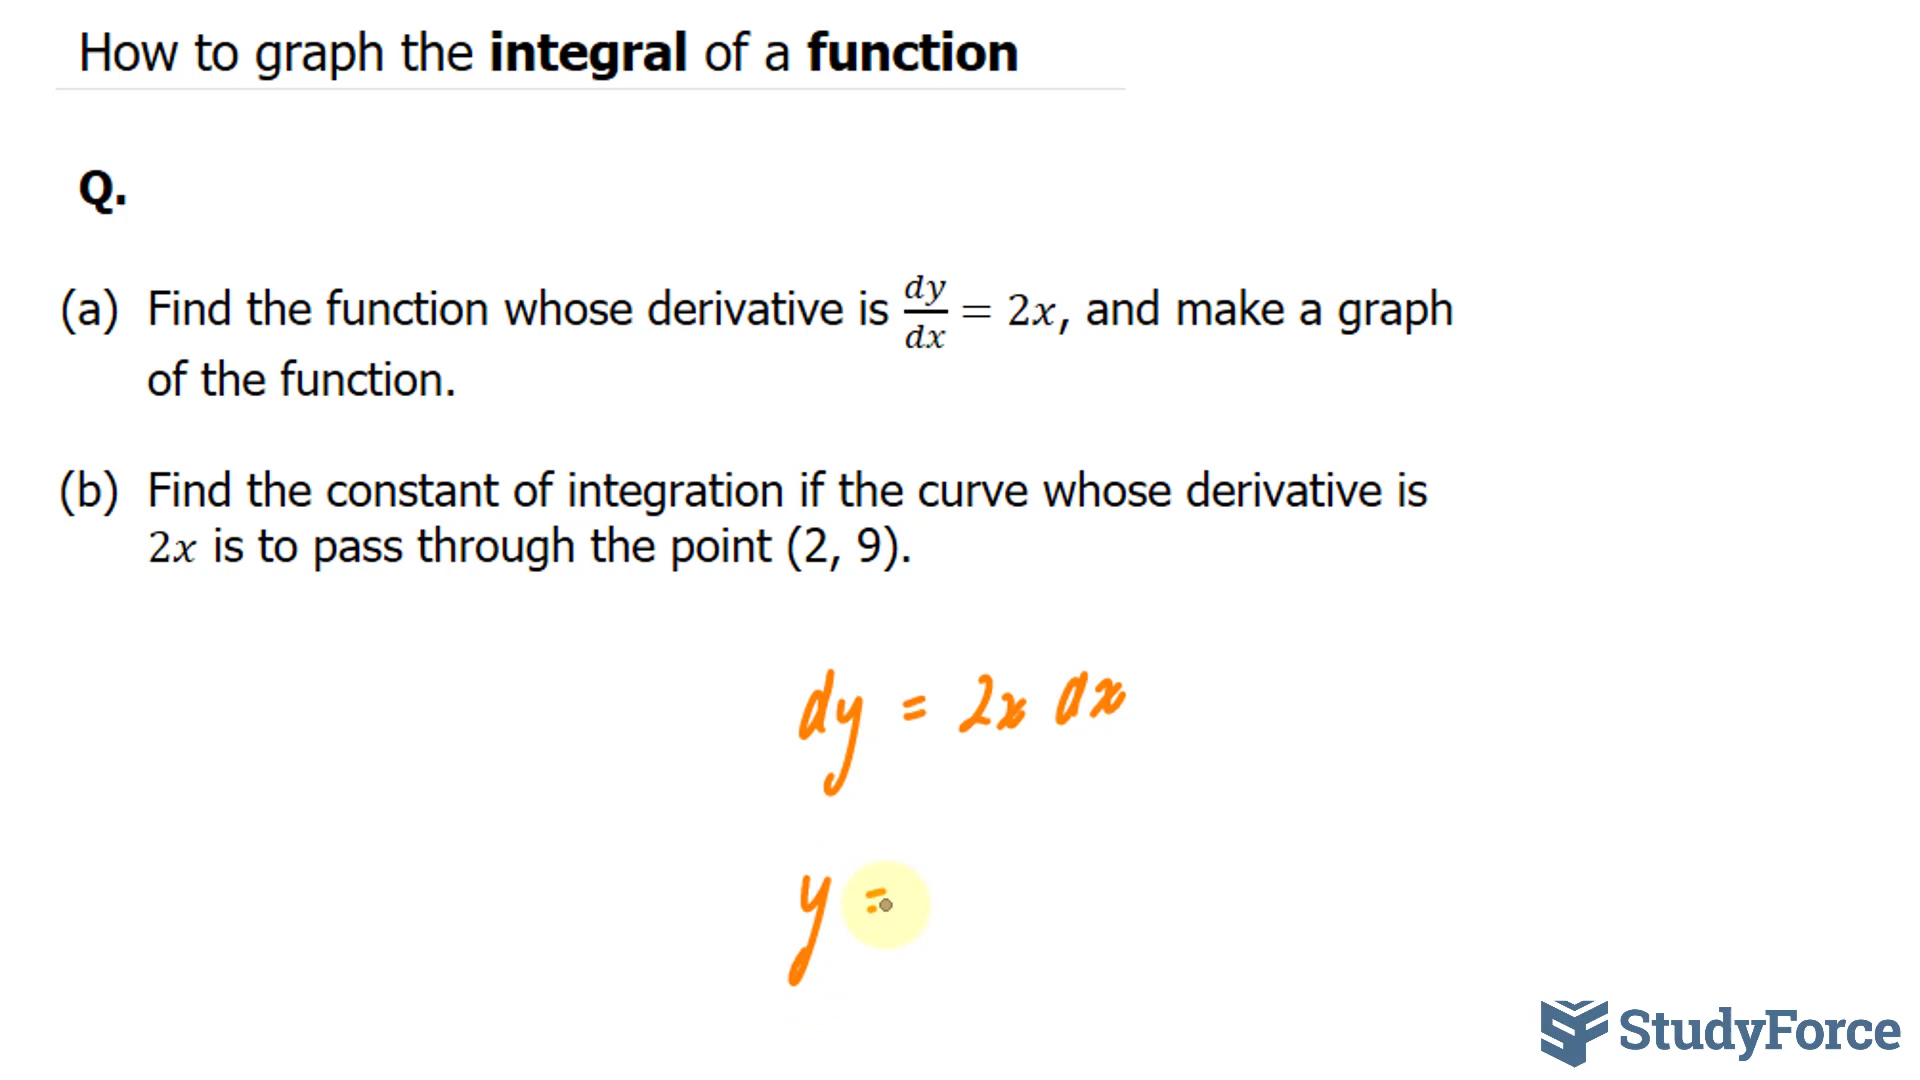 How to graph the integral of a function
Q.
(a) Find the function whose derivative is dy/dx = 2x, and make a graph
of the function.
(b) Find the constant of integration if the curve whose derivative is
2x is to pass through the point (2, 9).
dy = 2x dx
y =
StudyForce